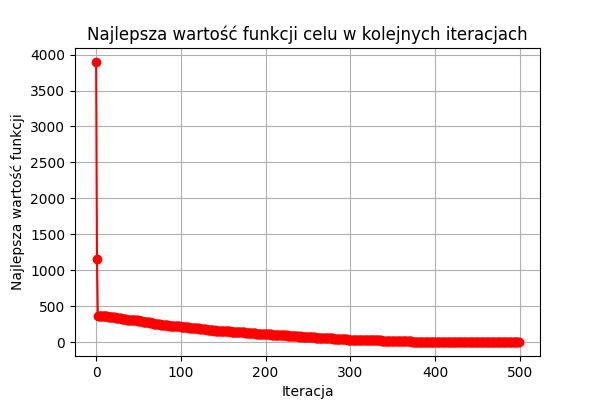 Najlepsza wartość funkcji celu w kolejnych iteracjach
Najlepsza wartość funkcji
4000
3500
3000
2500
2000
1500
1000
500
0
0 100 200 300 400 500
Iteracja